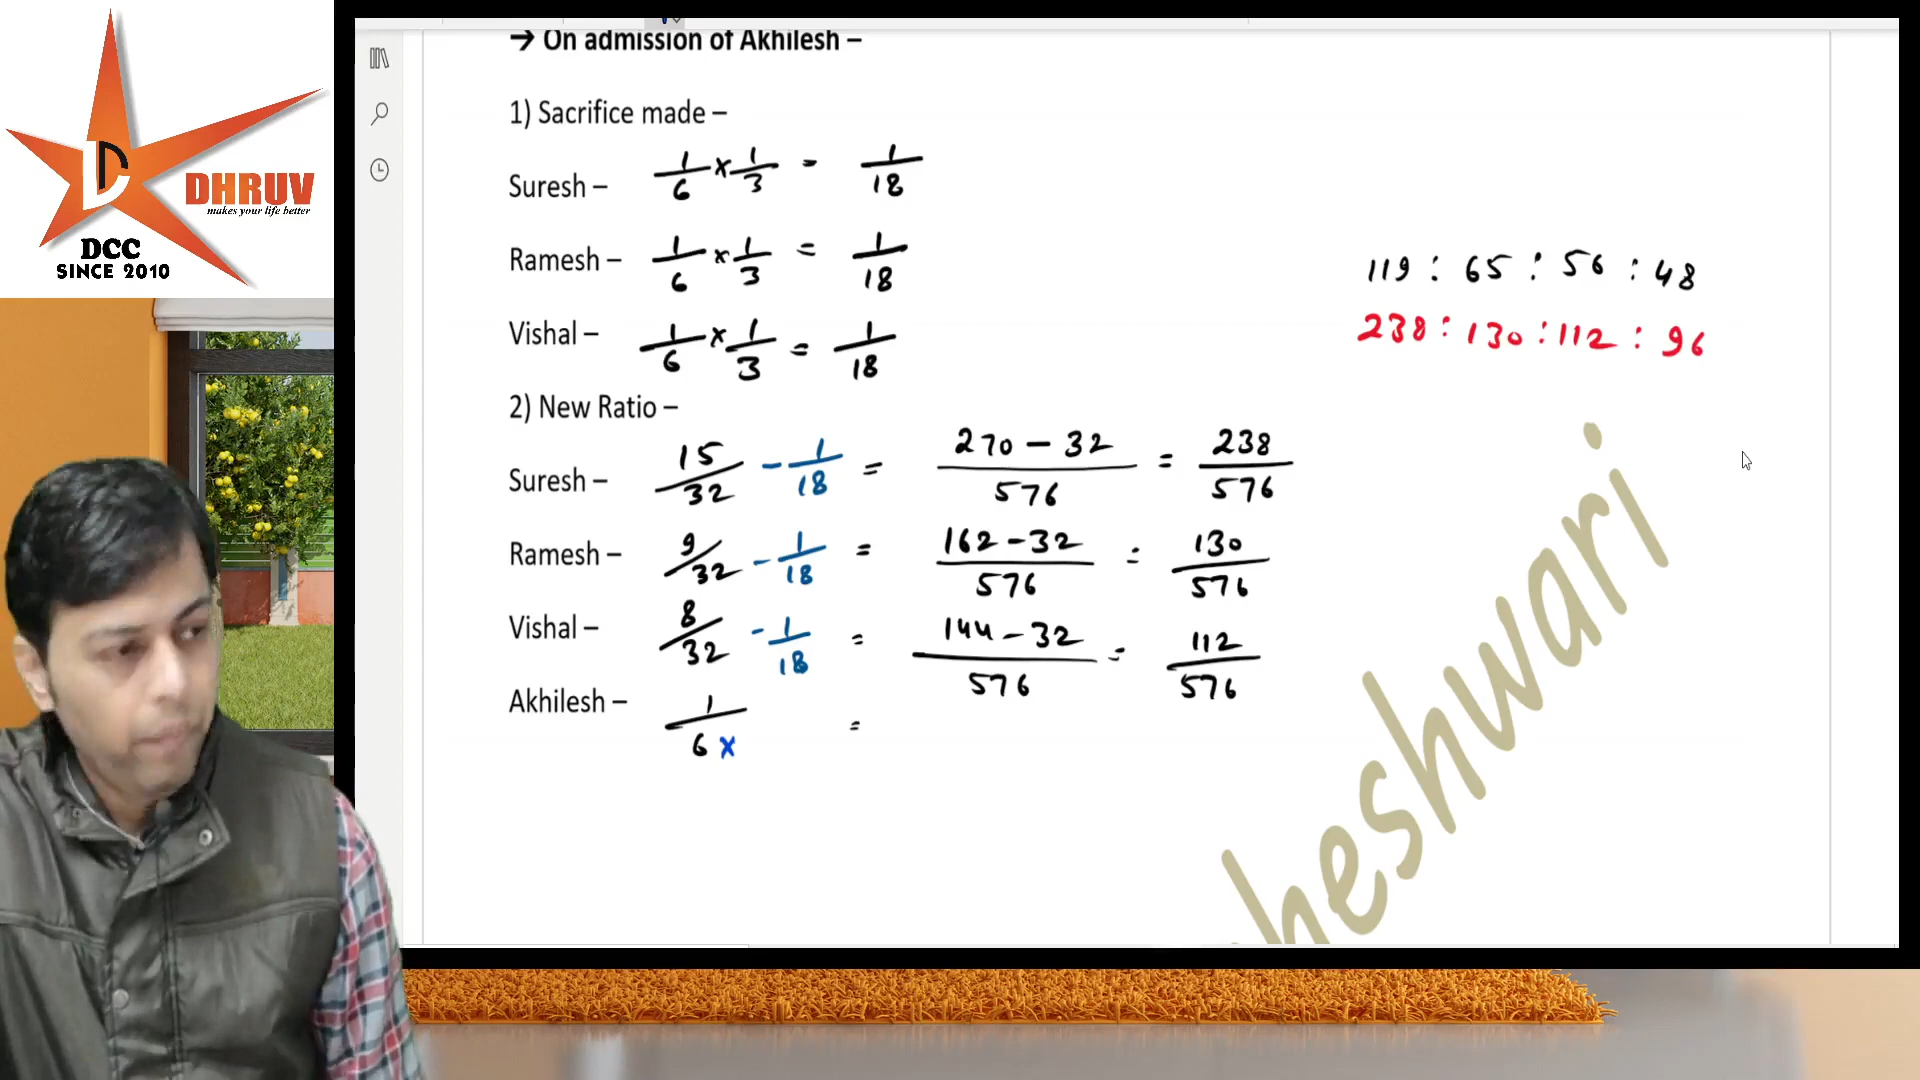 DHRUV
makes your life better
DCC
SINCE 2010
→ On admission of Akhilesh –
1) Sacrifice made –
Suresh – 1/6 × 1/3 = 1/18
Ramesh – 1/6 × 1/3 = 1/18
Vishal – 1/6 × 1/3 = 1/18
119 : 65 : 56 : 48
238 : 130 : 112 : 96
2) New Ratio –
Suresh – 15/32 - 1/18 = 270 - 32/576 = 238/576
Ramesh – 9/32 - 1/18 = 162 - 32/576 = 130/576
Vishal – 8/32 - 1/18 = 144 - 32/576 = 112/576
Akhilesh – 1/6 × =
heshwari